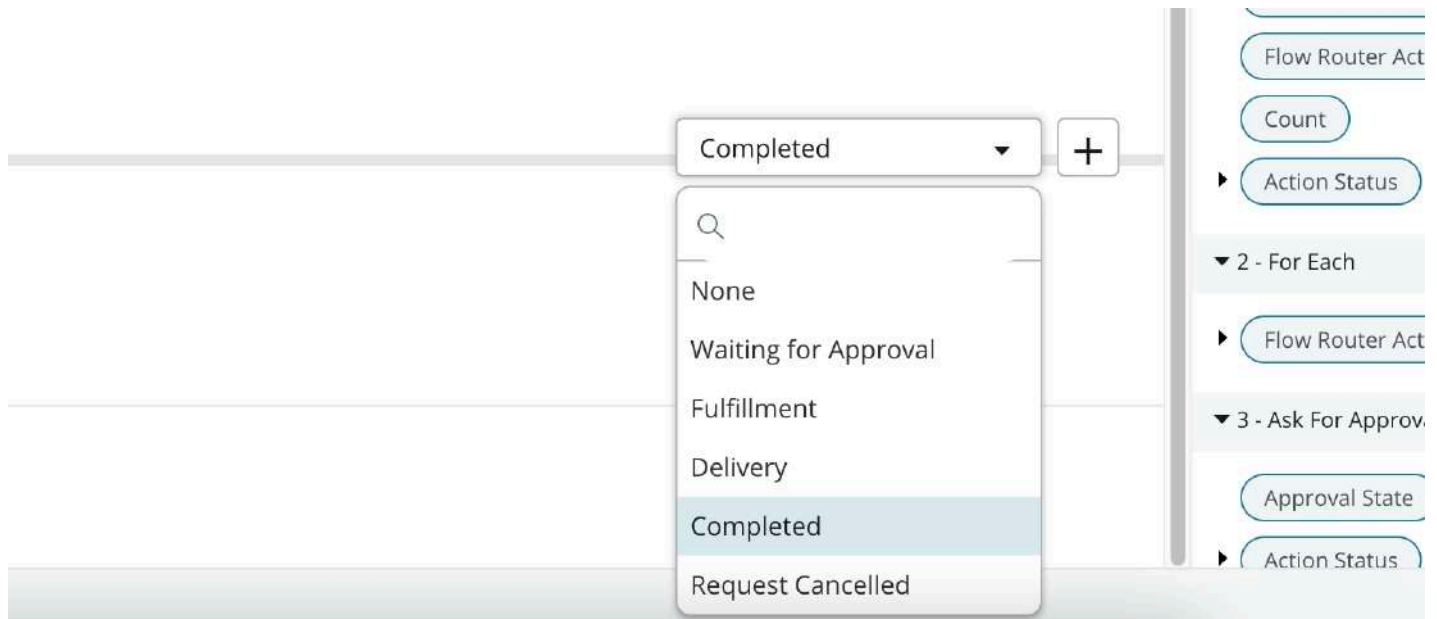 Completed
None
Waiting for Approval
Fulfillment
Delivery
Completed
Request Cancelled
Flow Router Act
Count
Action Status
2 - For Each
Flow Router Act
3 - Ask For Approv
Approval State
Action Status